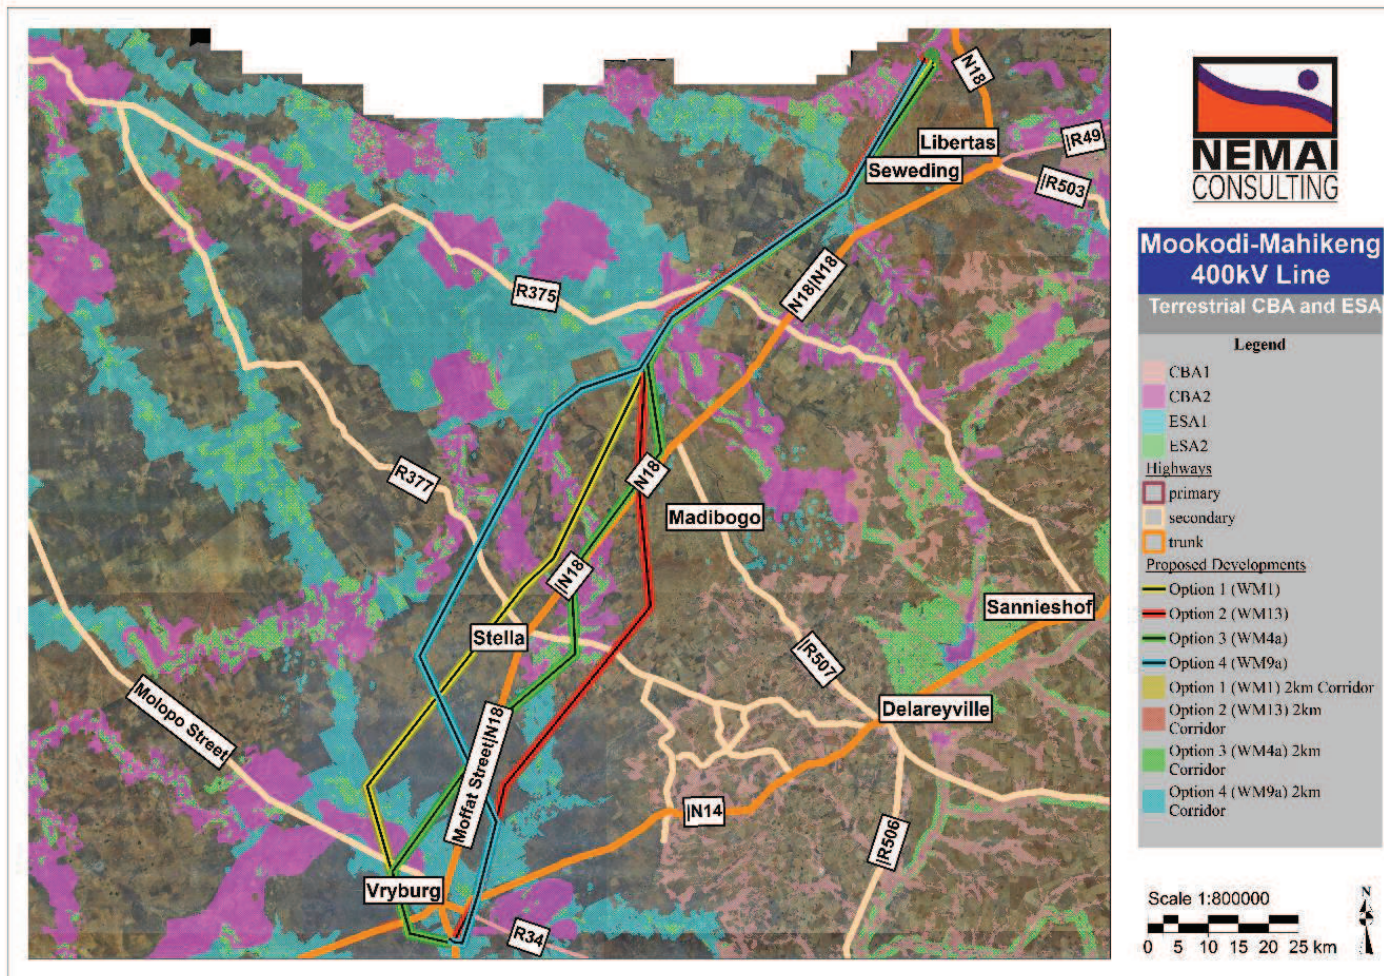 N18
Libertas
|R49
Seweding
|R503
N18|N18
|R375
R377
N18
Madibogo
|N18
Sannieshof
Stella
|R507
Delareyville
Molopo Street
Moffat Street|N18
|N14
|R506
Vryburg
R34
NEMAI
CONSULTING
Mookodi-Mahikeng
400kV Line
Terrestrial CBA and ESA
Legend
CBA1
CBA2
ESA1
ESA2
Highways
primary
secondary
trunk
Proposed Developments
Option 1 (WM1)
Option 2 (WM13)
Option 3 (WM4a)
Option 4 (WM9a)
Option 1 (WM1) 2km Corridor
Option 2 (WM13) 2km
Corridor
Option 3 (WM4a) 2km
Corridor
Option 4 (WM9a) 2km
Corridor
Scale 1:800000
N
0 5 10 15 20 25 km